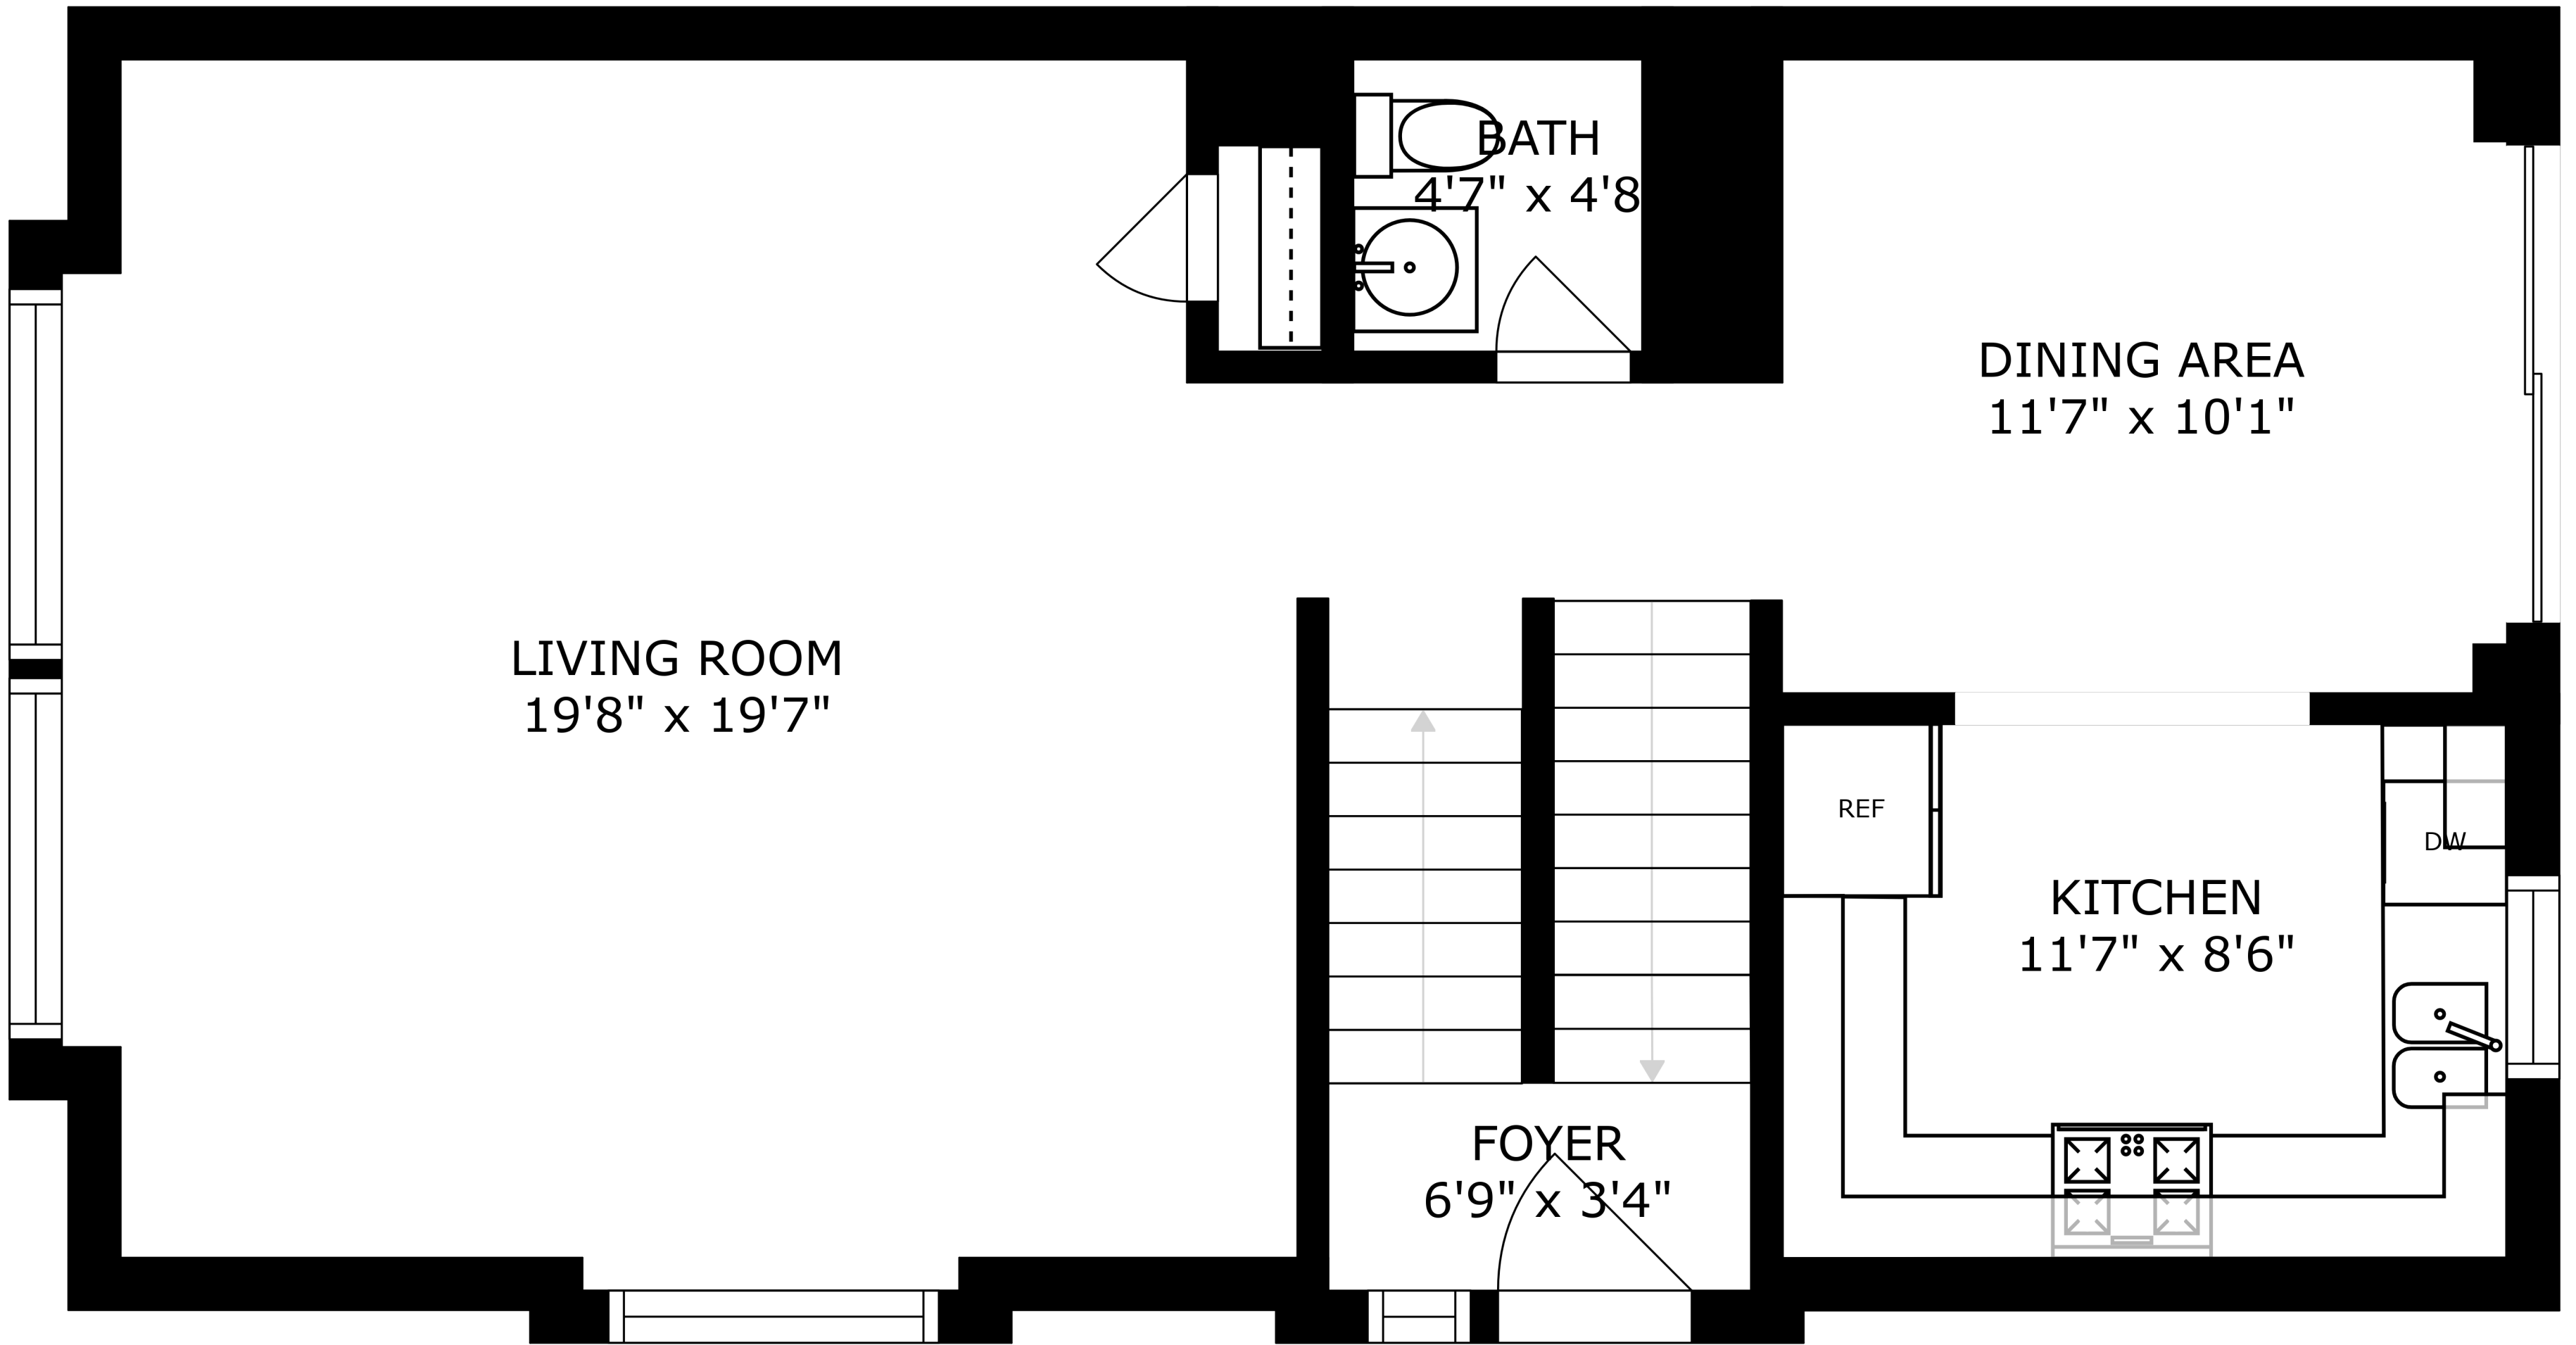 BATH
4'7" x 4'8
DINING AREA
11'7" x 10'1"
LIVING ROOM
19'8" x 19'7"
REF
DW
KITCHEN
11'7" x 8'6"
FOYER
6'9" x 3'4"